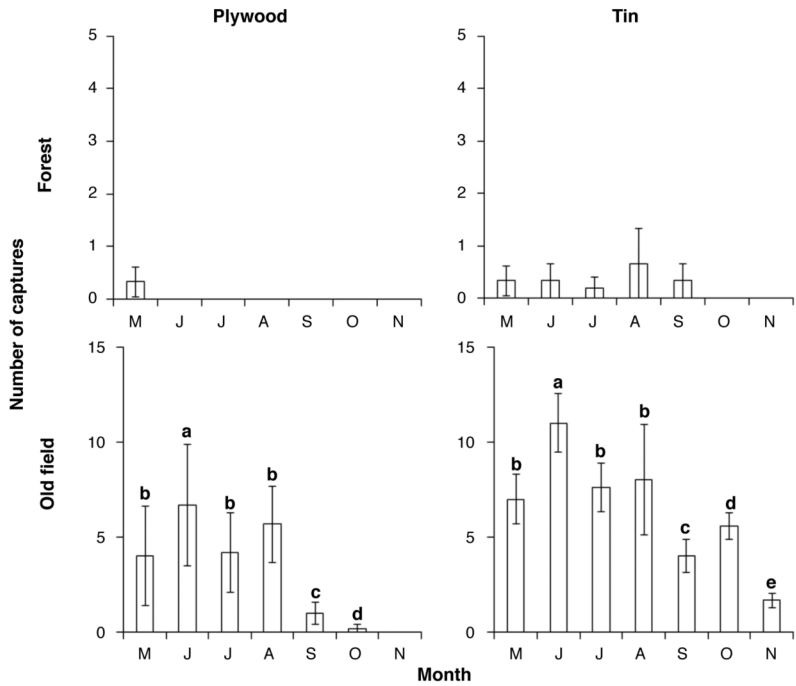 Plywood
Tin
Number of captures
Forest
5
4
3
2
1
0
M J J A S O N
5
4
3
2
1
0
M J J A S O N
Old field
15
10
5
0
b a b b c d
M J J A S O N
15
10
5
0
b a b b c d e
M J J A S O N
Month